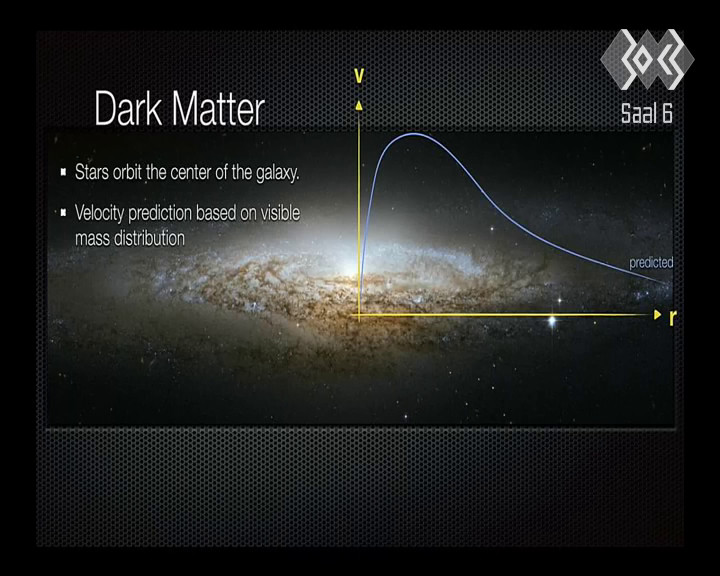 Dark Matter
Stars orbit the center of the galaxy.
Velocity prediction based on visible
mass distribution
v
predicted
r
Saal 6